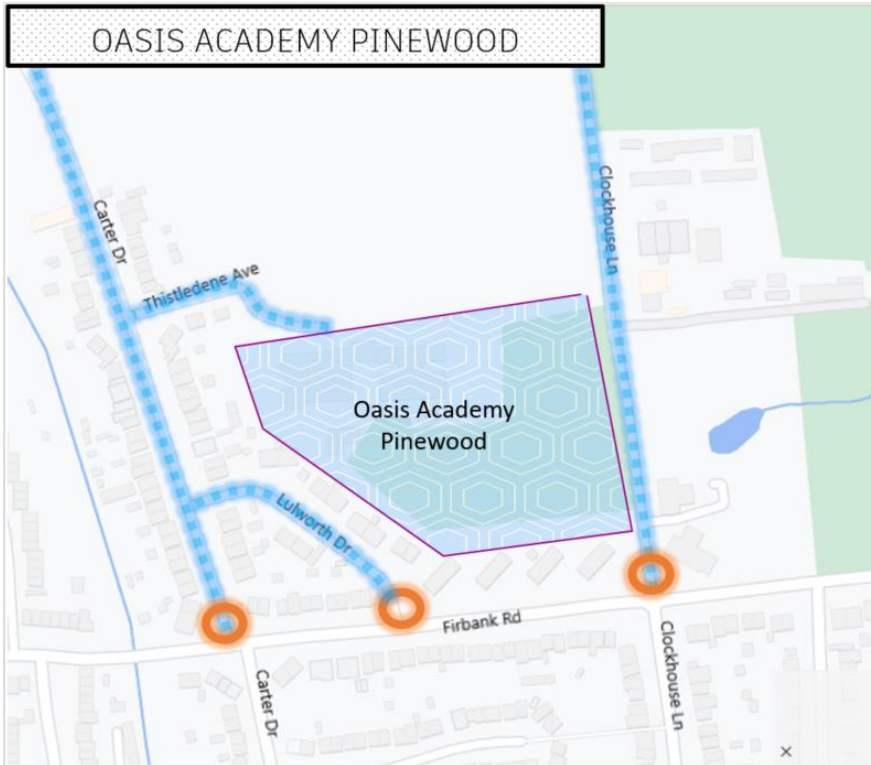 OASIS ACADEMY PINEWOOD
Carter Dr
Clockhouse Ln
Thistledene Ave
Oasis Academy
Pinewood
Lulworth Dr
Firbank Rd
Carter Dr
Clockhouse Ln